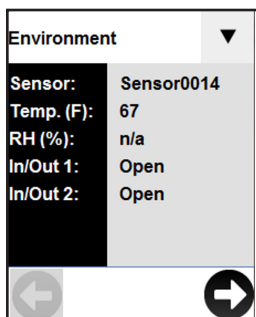 Environment
Sensor: Sensor0014
Temp. (F): 67
RH (%): n/a
In/Out 1: Open
In/Out 2: Open